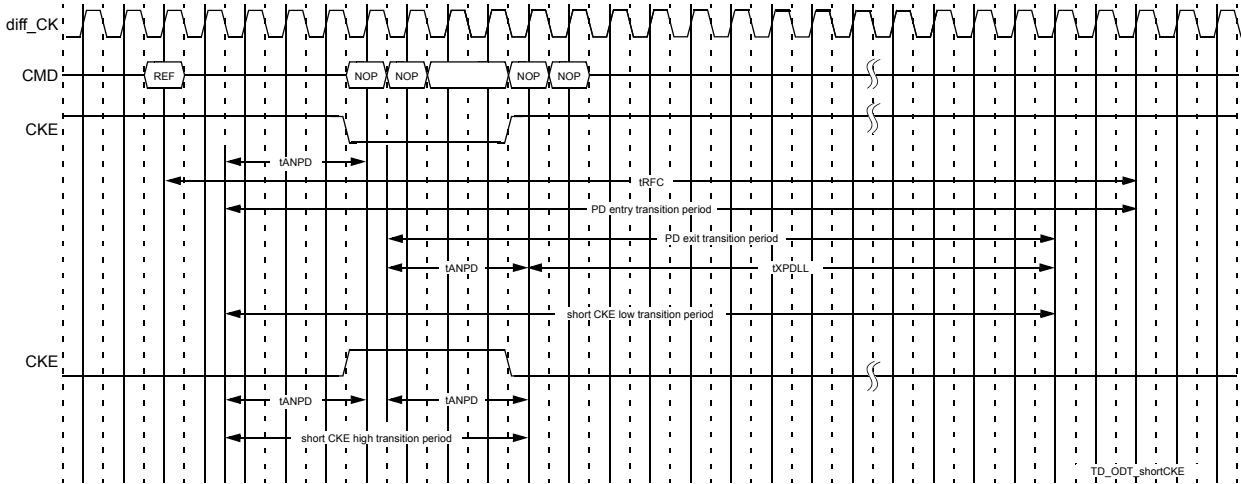 diff_CK
CMD
REF
NOP
NOP
NOP
NOP
CKE
tANPD
tRFC
PD entry transition period
PD exit transition period
tANPD
tXPDLL
short CKE low transition period
CKE
tANPD
tANPD
short CKE high transition period
TD_ODT_shortCKE